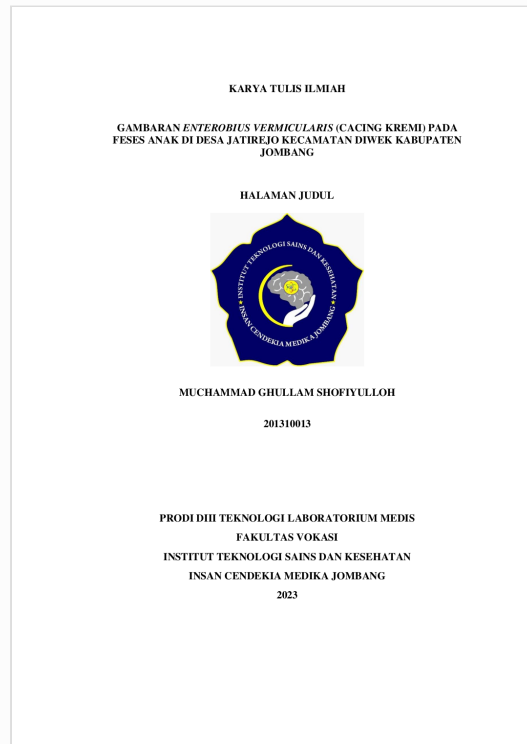 KARYA TULIS ILMIAH
GAMBARAN ENTEROBIUS VERMICULARIS (CACING KREMI) PADA
FESES ANAK DI DESA JATIREJO KECAMATAN DIWEK KABUPATEN
JOMBANG
HALAMAN JUDUL
INSTITUT TEKNOLOGI SAINS DAN KESEHATAN
INSAN CENDEKIA MEDIKA JOMBANG
MUCHAMMAD GHULLAM SHOFIYULLOH
201310013
PRODI DIII TEKNOLOGI LABORATORIUM MEDIS
FAKULTAS VOKASI
INSTITUT TEKNOLOGI SAINS DAN KESEHATAN
INSAN CENDEKIA MEDIKA JOMBANG
2023